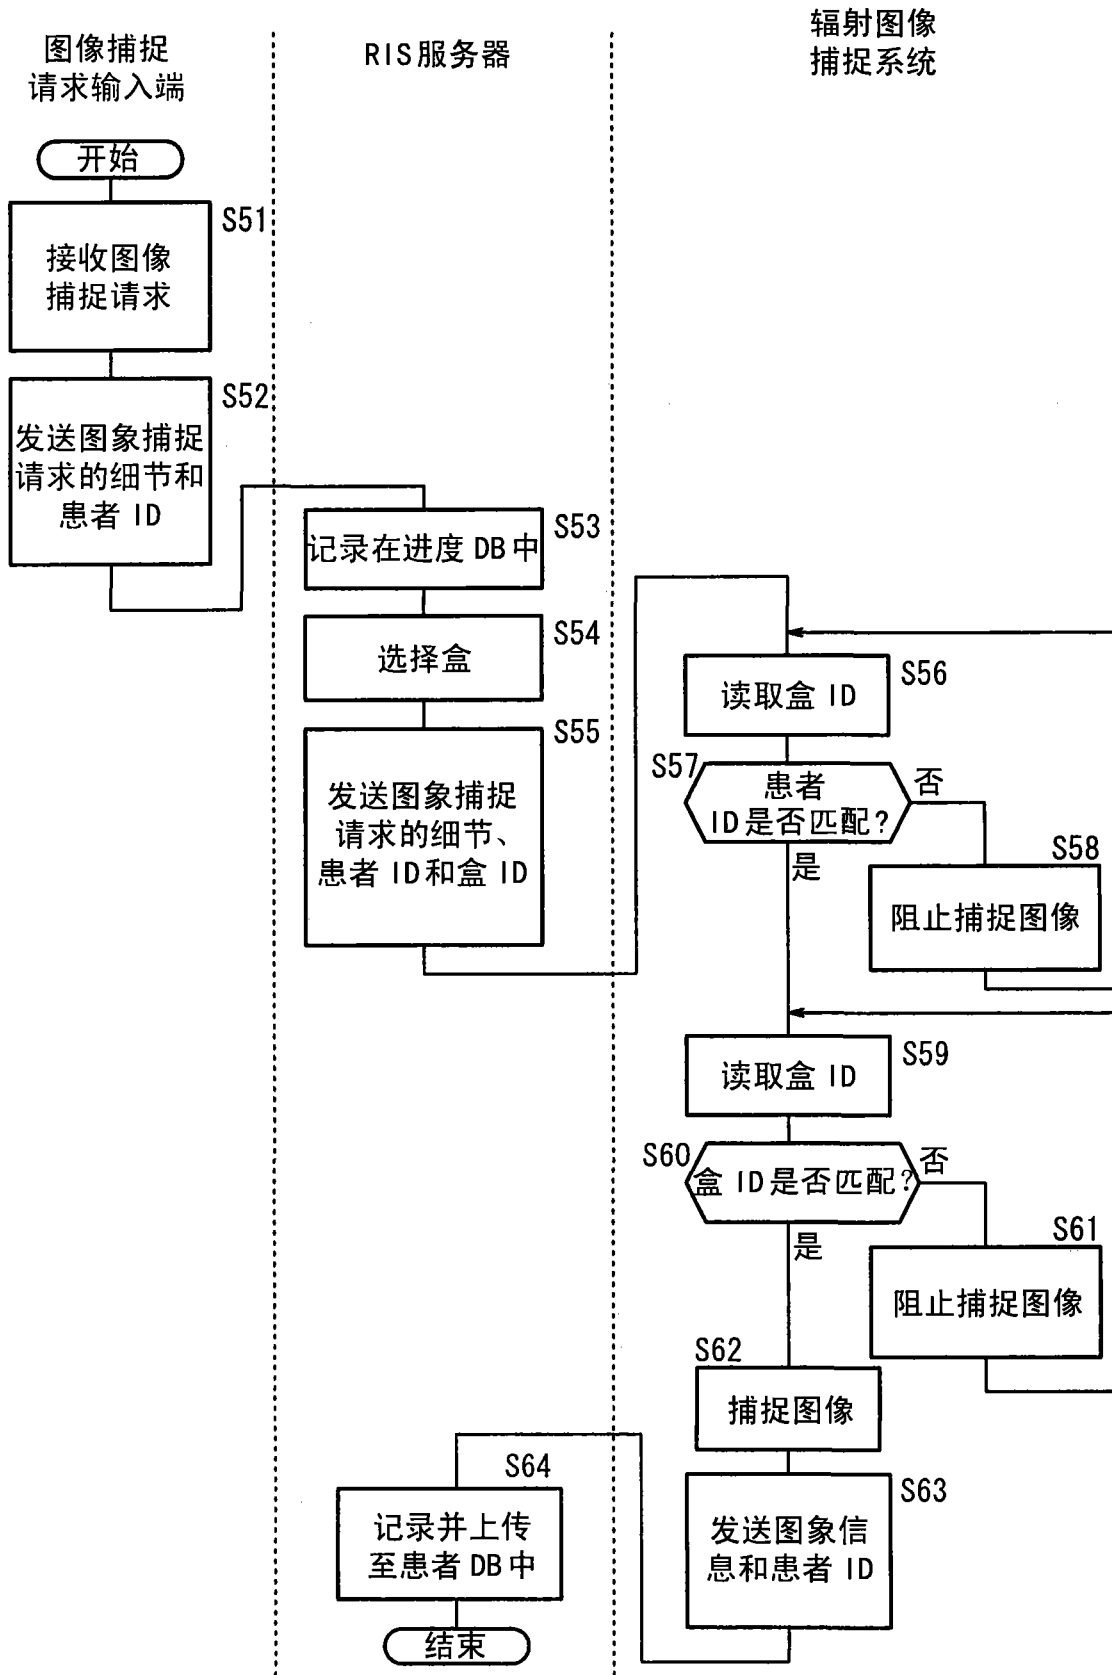 图像捕捉
请求输入端
RIS服务器
辐射图像
捕捉系统
开始
S51
接收图像
捕捉请求
S52
发送图象捕捉
请求的细节和
患者 ID
S53
记录在进度 DB中
S54
选择盒
S55
发送图象捕捉
请求的细节、
患者 ID和盒 ID
S56
读取盒 ID
S57
患者
ID是否匹配?
否
是
S58
阻止捕捉图像
S59
读取盒 ID
S60
盒 ID是否匹配?
否
是
S61
阻止捕捉图像
S62
捕捉图像
S63
发送图象信
息和患者 ID
S64
记录并上传
至患者 DB中
结束